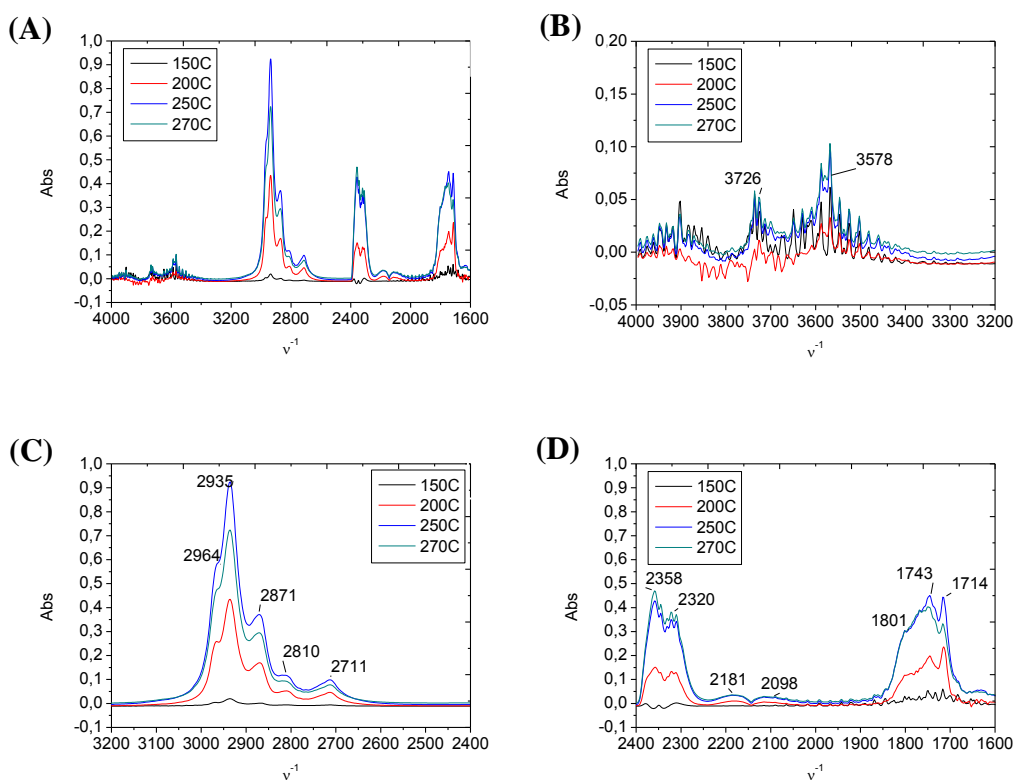 (A)
1,0
0,9
0,8
0,7
0,6
0,5
0,4
0,3
0,2
0,1
0,0
-0,1
Abs
150C
200C
250C
270C
4000 3600 3200 2800 2400 2000 1600
ν⁻¹
(B)
0,20
0,15
0,10
0,05
0,00
-0,05
Abs
150C
200C
250C
270C
3726
3578
4000 3900 3800 3700 3600 3500 3400 3300 3200
ν⁻¹
(C)
1,0
0,9
0,8
0,7
0,6
0,5
0,4
0,3
0,2
0,1
0,0
-0,1
Abs
2935
2964
2871
2810
2711
150C
200C
250C
270C
3200 3100 3000 2900 2800 2700 2600 2500 2400
ν⁻¹
(D)
1,0
0,9
0,8
0,7
0,6
0,5
0,4
0,3
0,2
0,1
0,0
-0,1
Abs
150C
200C
250C
270C
2358
2320
2181
2098
1801
1743
1714
2400 2300 2200 2100 2000 1900 1800 1700 1600
ν⁻¹